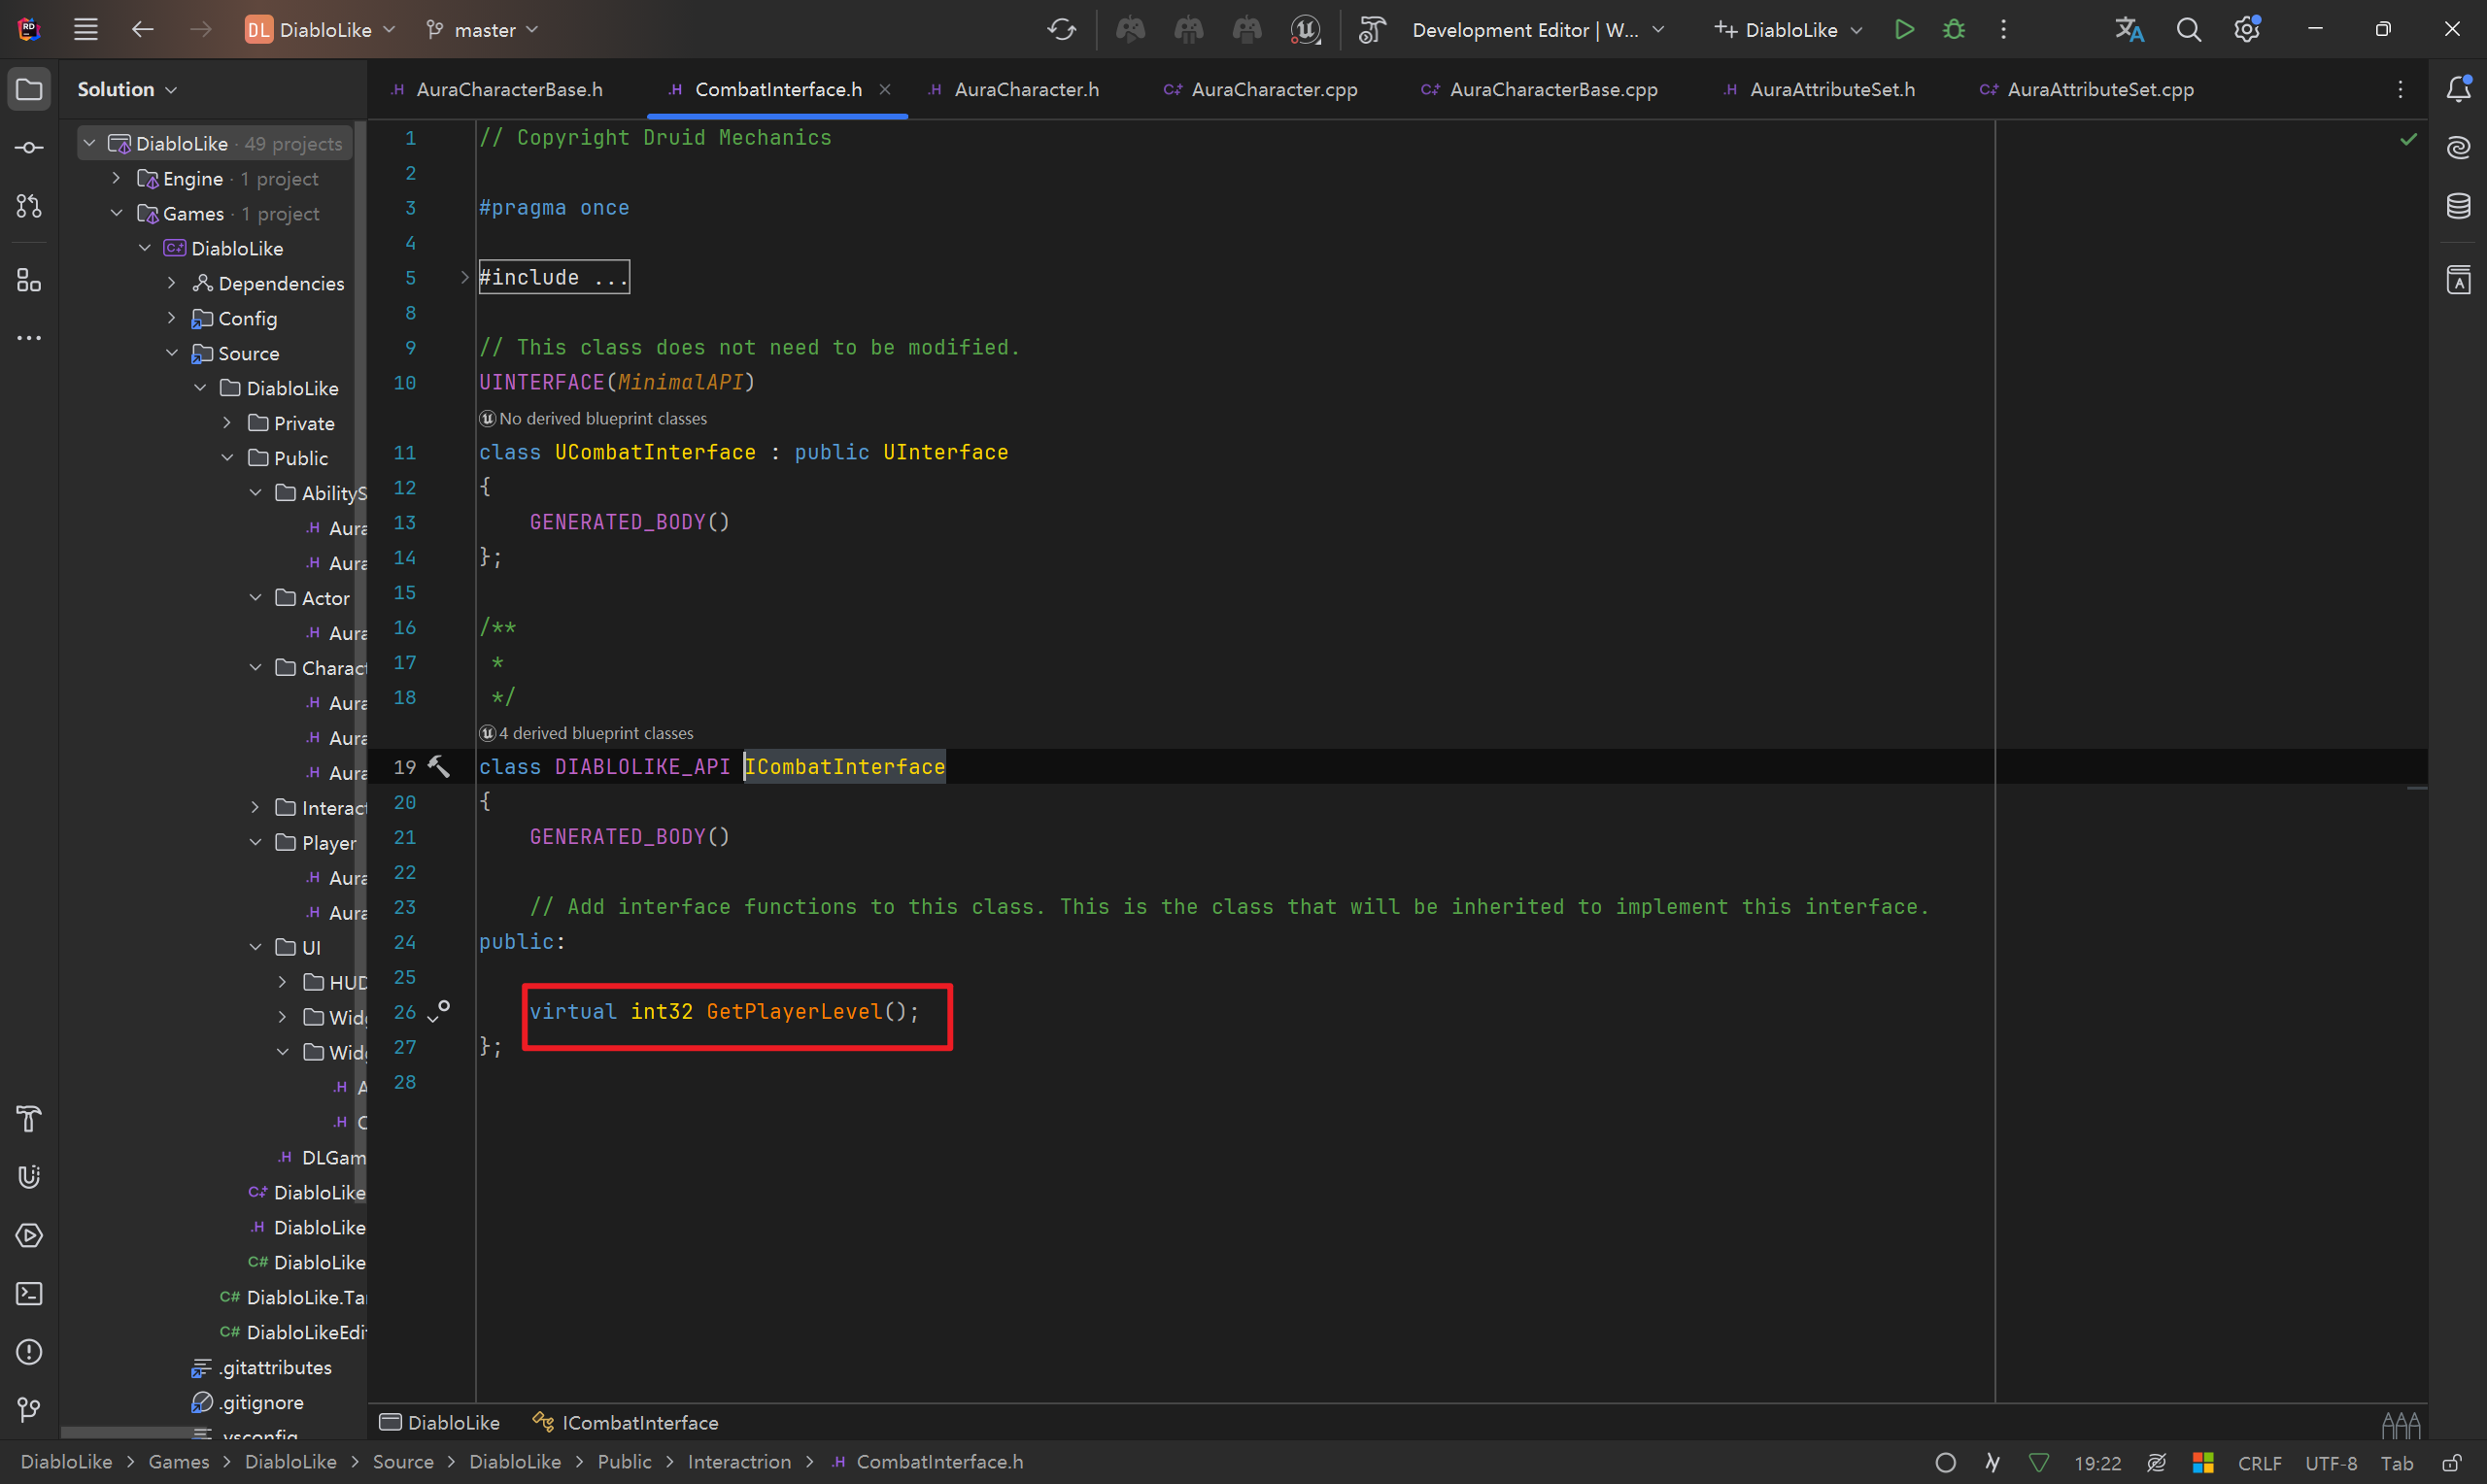 DL DiabloLike master Development Editor | W... DiabloLike
Solution
AuraCharacterBase.h CombatInterface.h AuraCharacter.h AuraCharacter.cpp AuraCharacterBase.cpp AuraAttributeSet.h AuraAttributeSet.cpp
DiabloLike · 49 projects
Engine · 1 project
Games · 1 project
DiabloLike
Dependencies
Config
Source
DiabloLike
Private
Public
AbilityS
.H Aura
.H Aura
Actor
.H Aura
Charact
.H Aura
.H Aura
.H Aura
Interact
Player
.H Aura
.H Aura
UI
HUD
Widg
Widg
.H A
.H C
.H DLGam
C++ DiabloLike
.H DiabloLike
C# DiabloLike
C# DiabloLike.Tar
C# DiabloLikeEdit
.gitattributes
.gitignore
.vsconfig
1 // Copyright Druid Mechanics
2
3 #pragma once
4
5 #include ...
8
9 // This class does not need to be modified.
10 UINTERFACE(MinimalAPI)
No derived blueprint classes
11 class UCombatInterface : public UInterface
12 {
13 GENERATED_BODY()
14 };
15
16 /**
17 *
18 */
4 derived blueprint classes
19 class DIABLOLIKE_API ICombatInterface
20 {
21 GENERATED_BODY()
22
23 // Add interface functions to this class. This is the class that will be inherited to implement this interface.
24 public:
25
26 virtual int32 GetPlayerLevel();
27 };
28
DiabloLike ICombatInterface
DiabloLike > Games > DiabloLike > Source > DiabloLike > Public > Interactrion > .H CombatInterface.h 19:22 CRLF UTF-8 Tab